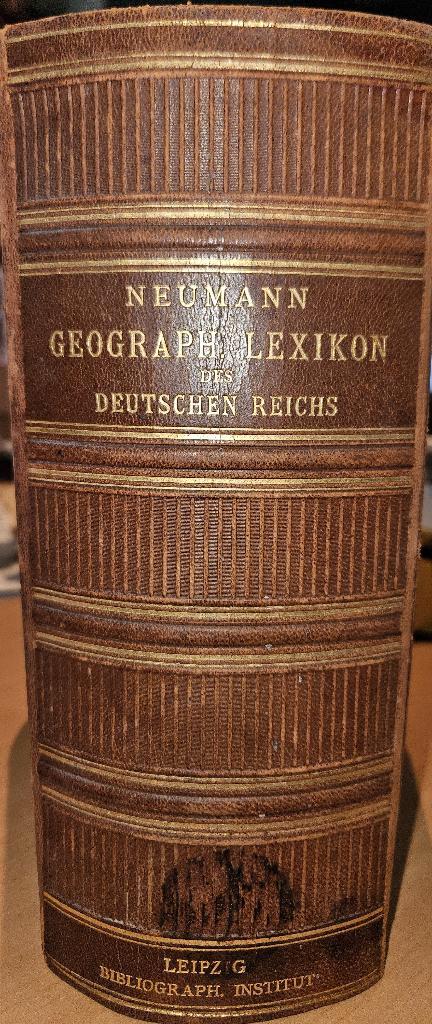 NEUMANN
GEOGRAPH. LEXIKON
DES
DEUTSCHEN REICHS
LEIPZIG
BIBLIOGRAPH. INSTITUT